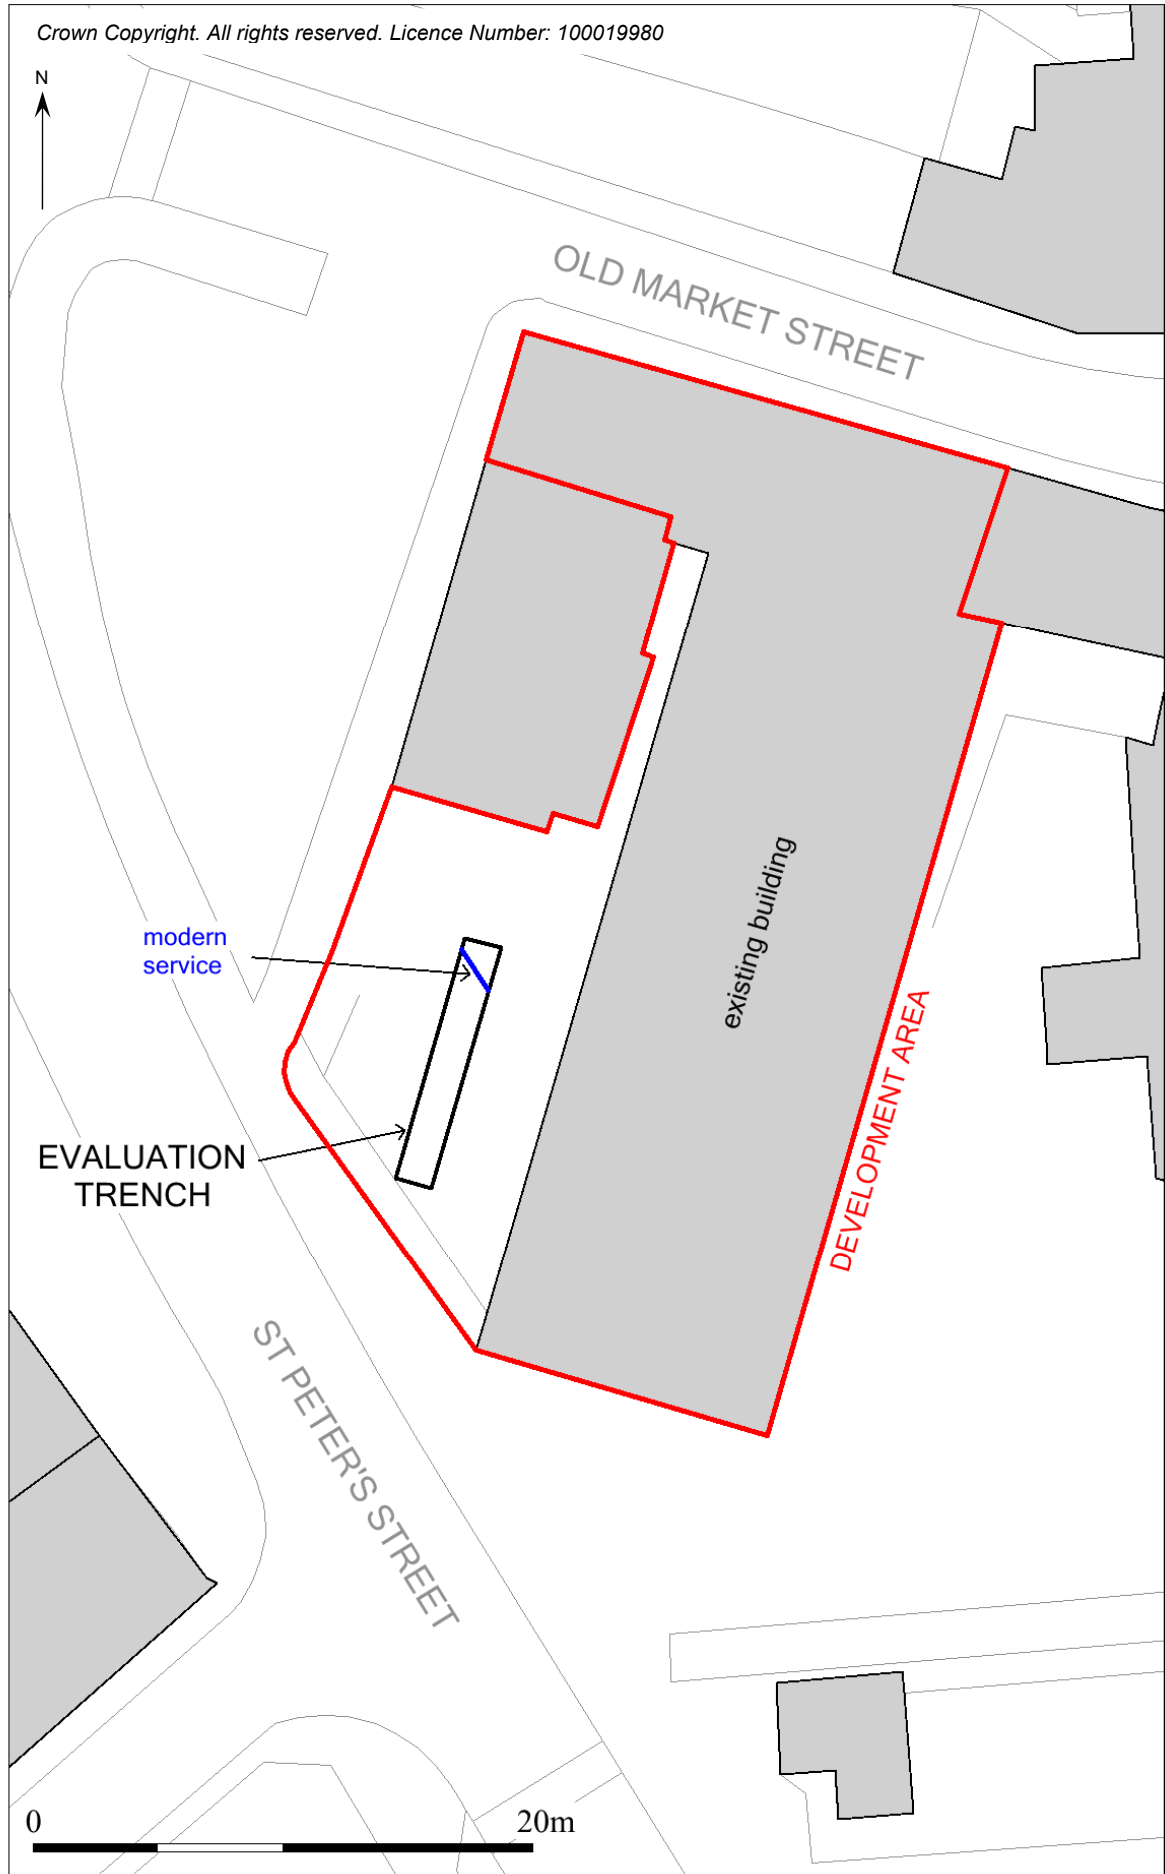 Crown Copyright. All rights reserved. Licence Number: 100019980
N
OLD MARKET STREET
existing building
modern
service
DEVELOPMENT AREA
EVALUATION
TRENCH
ST PETER'S STREET
0 20m